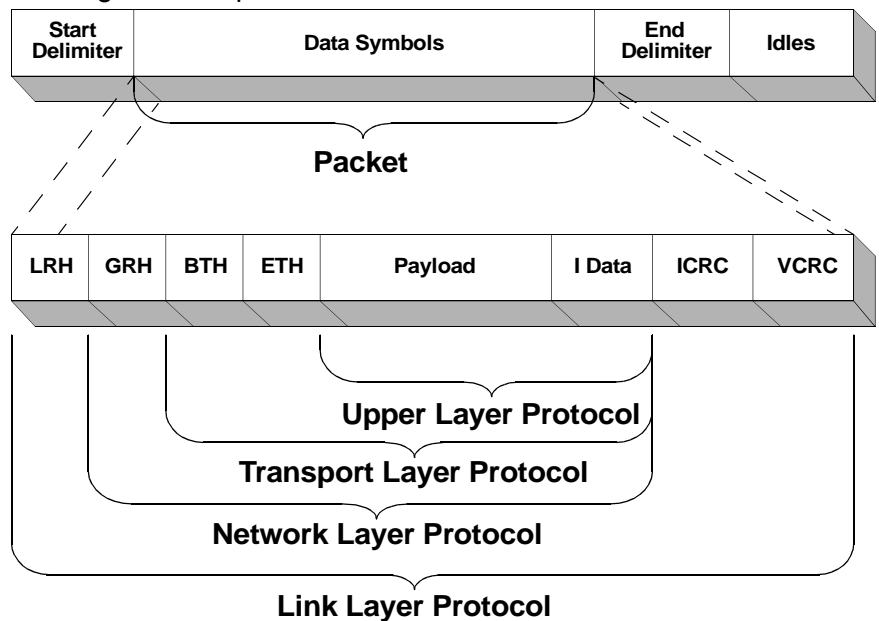 Start Delimiter
Data Symbols
End Delimiter
Idles
Packet
LRH
GRH
BTH
ETH
Payload
I Data
ICRC
VCRC
Upper Layer Protocol
Transport Layer Protocol
Network Layer Protocol
Link Layer Protocol